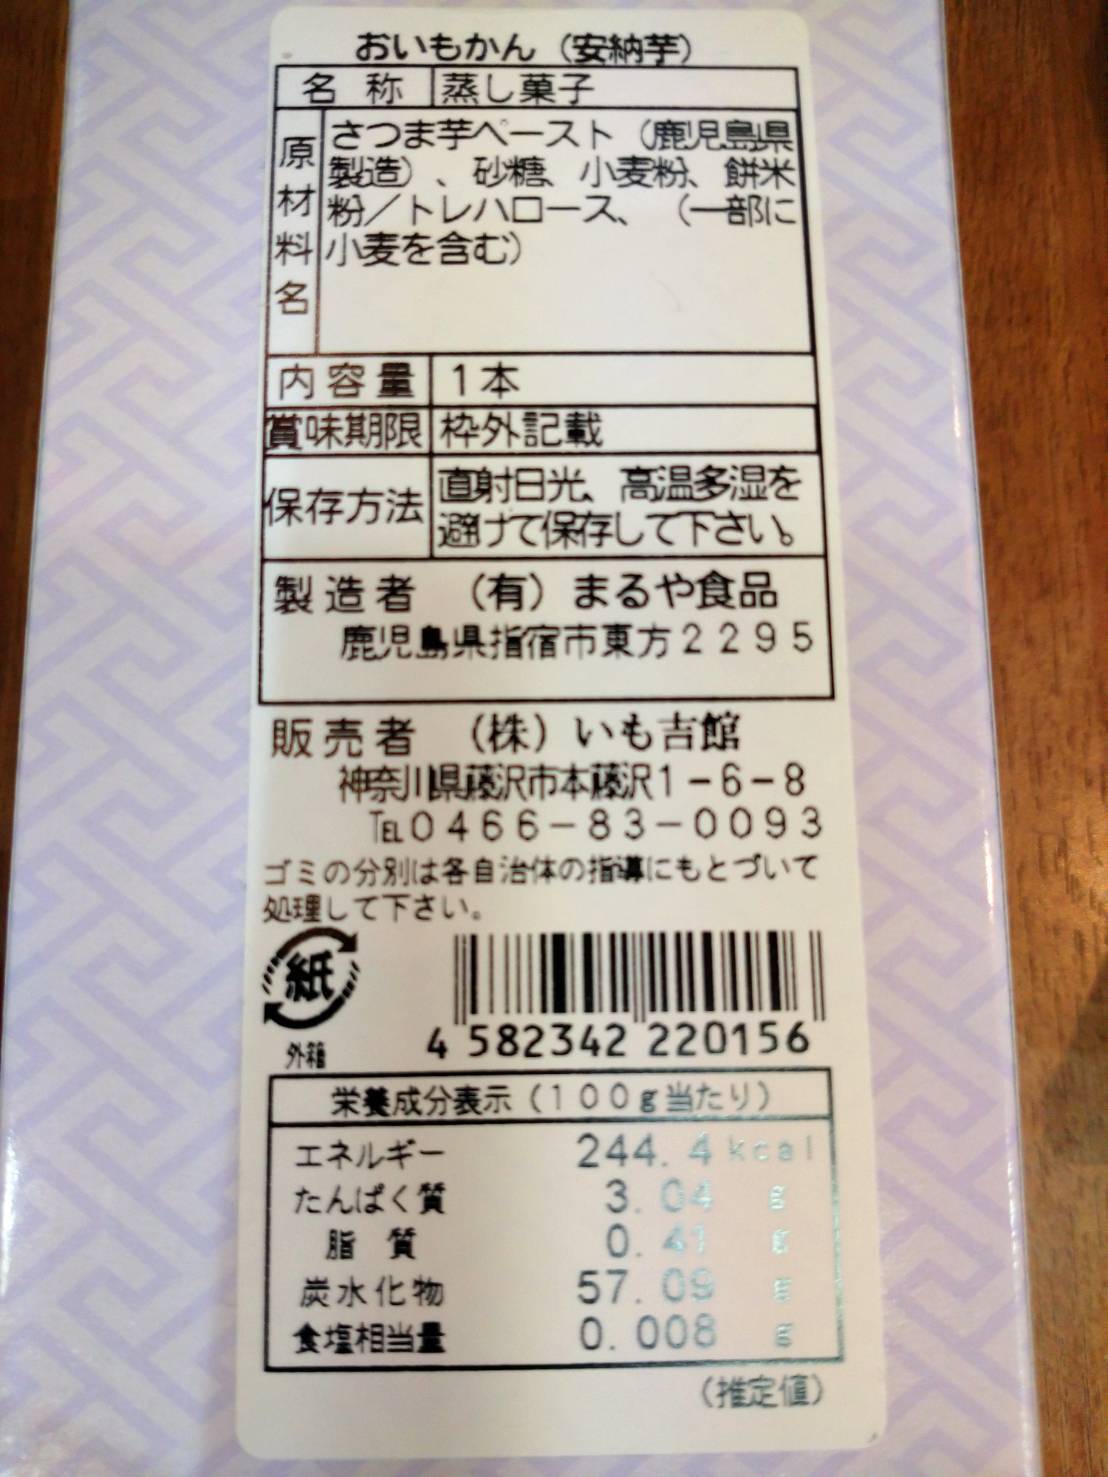 おいもかん（安納芋）
名称 蒸し菓子
原材料名 さつま芋ペースト（鹿児島県
製造）、砂糖、小麦粉、餅米
粉／トレハロース、（一部に
小麦を含む）
内容量 1本
賞味期限 枠外記載
保存方法 直射日光、高温多湿を
避けて保存して下さい。
製造者 （有）まるや食品
鹿児島県指宿市東方2295
販売者 （株）いも吉館
神奈川県藤沢市本藤沢1-6-8
TEL0466-83-0093
ゴミの分別は各自治体の指導にもとづいて
処理して下さい。
紙
外箱
4 582342 220156
栄養成分表示（100g当たり）
エネルギー 244.4kcal
たんぱく質 3.04g
脂質 0.41g
炭水化物 57.09g
食塩相当量 0.008g
（推定値）